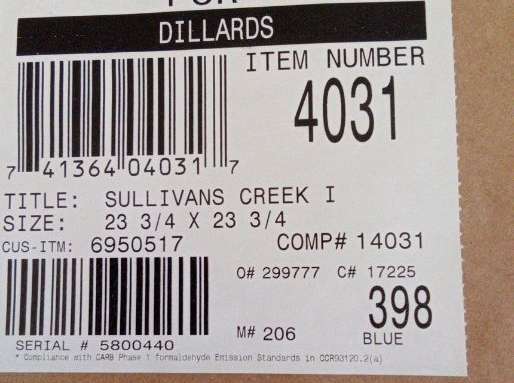 DILLARDS
ITEM NUMBER
4031
7 41364 04031 7
TITLE: SULLIVANS CREEK I
SIZE: 23 3/4 X 23 3/4
CUS-ITM: 6950517 COMP# 14031
O# 299777 C# 17225
398
M# 206 BLUE
SERIAL # 5800440
* Compliance with CARB Phase 1 formaldehyde Emission Standards in CCR93120.2(a)